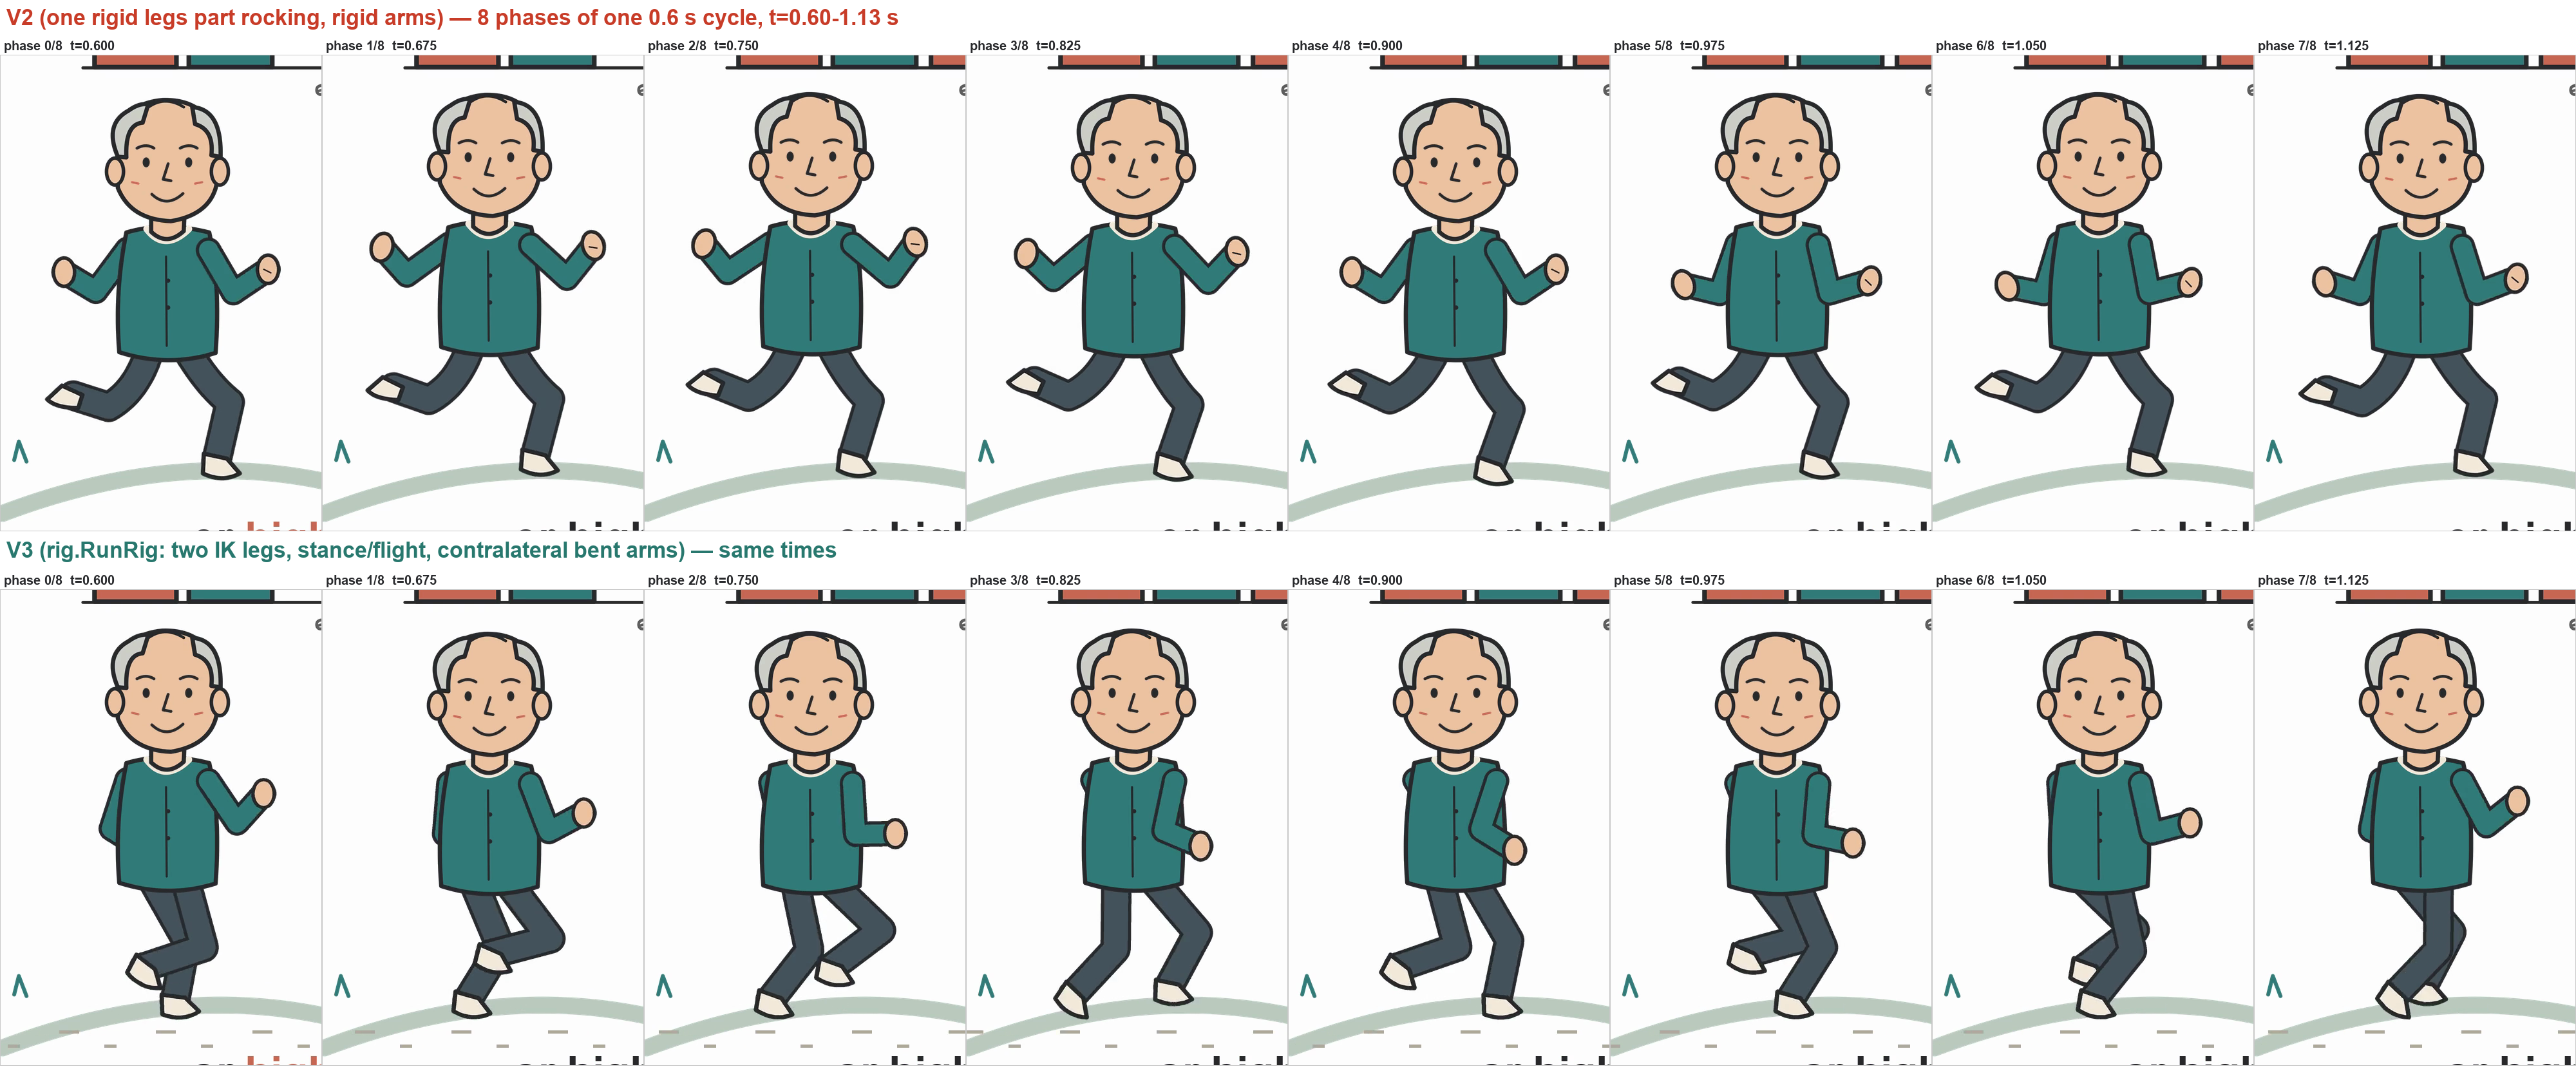 V2 (one rigid legs part rocking, rigid arms) — 8 phases of one 0.6 s cycle, t=0.60-1.13 s
phase 0/8 t=0.600
phase 1/8 t=0.675
phase 2/8 t=0.750
phase 3/8 t=0.825
phase 4/8 t=0.900
phase 5/8 t=0.975
phase 6/8 t=1.050
phase 7/8 t=1.125
V3 (rig.RunRig: two IK legs, stance/flight, contralateral bent arms) — same times
phase 0/8 t=0.600
phase 1/8 t=0.675
phase 2/8 t=0.750
phase 3/8 t=0.825
phase 4/8 t=0.900
phase 5/8 t=0.975
phase 6/8 t=1.050
phase 7/8 t=1.125